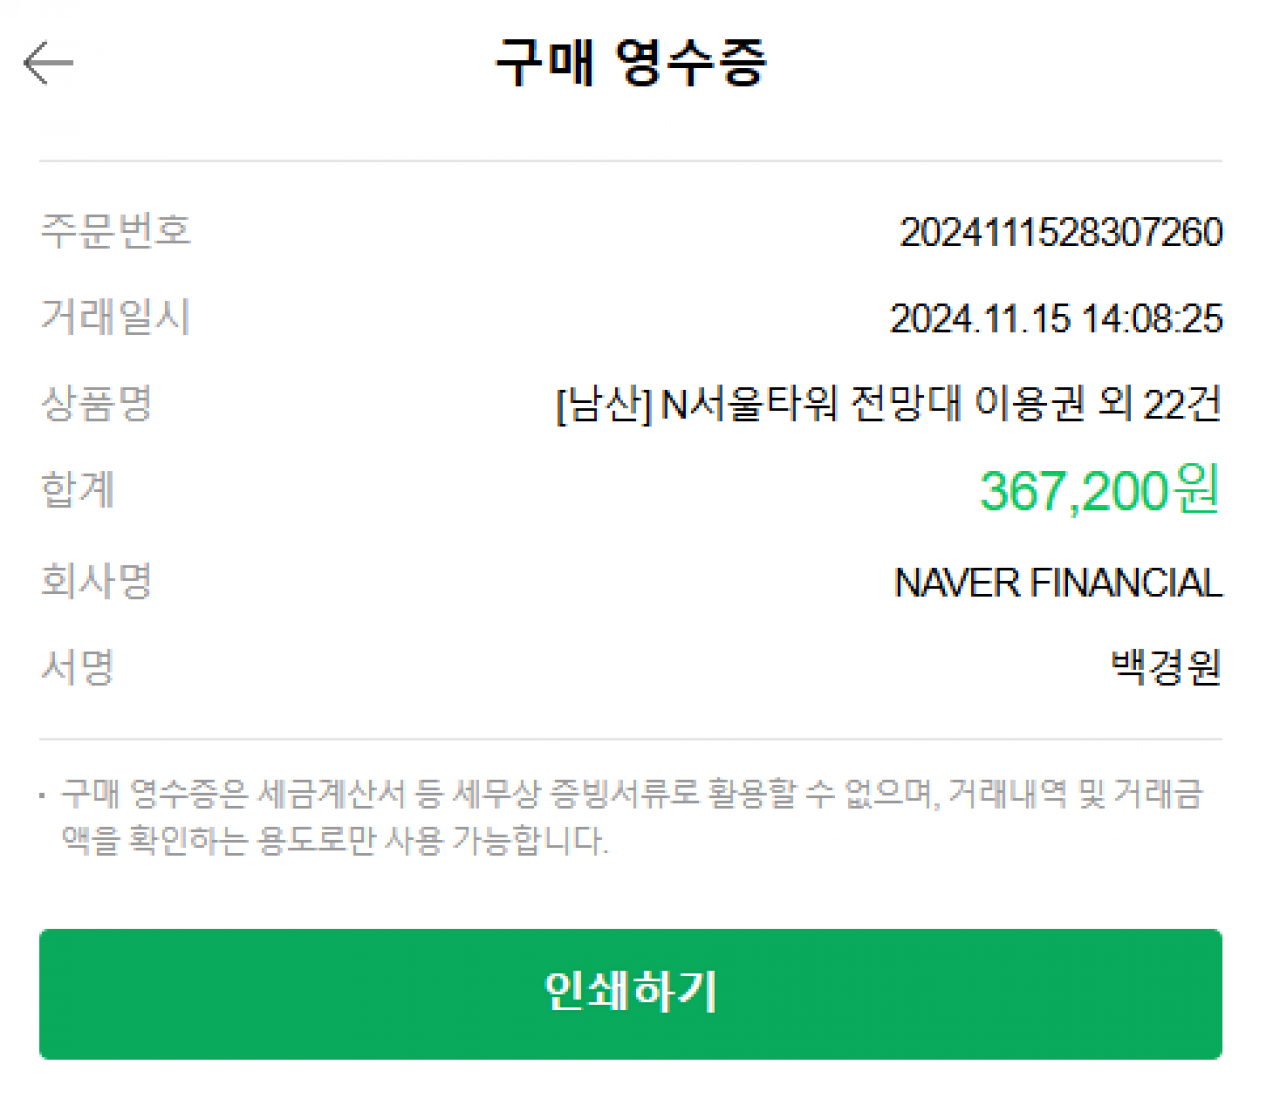 구매 영수증
주문번호 2024111528307260
거래일시 2024.11.15 14:08:25
상품명 [남산] N서울타워 전망대 이용권 외 22건
합계 367,200원
회사명 NAVER FINANCIAL
서명 백경원
· 구매 영수증은 세금계산서 등 세무상 증빙서류로 활용할 수 없으며, 거래내역 및 거래금
액을 확인하는 용도로만 사용 가능합니다.
인쇄하기